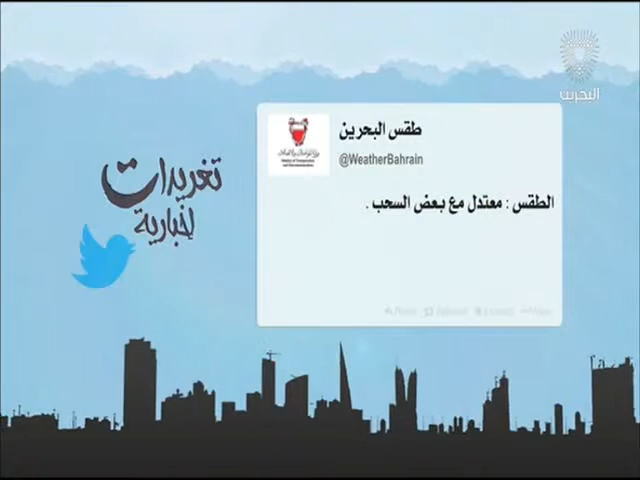 البحرين
طقس البحرين
@WeatherBahrain
تغريدات
إخبارية
الطقس : معتدل مع بعض السحب .